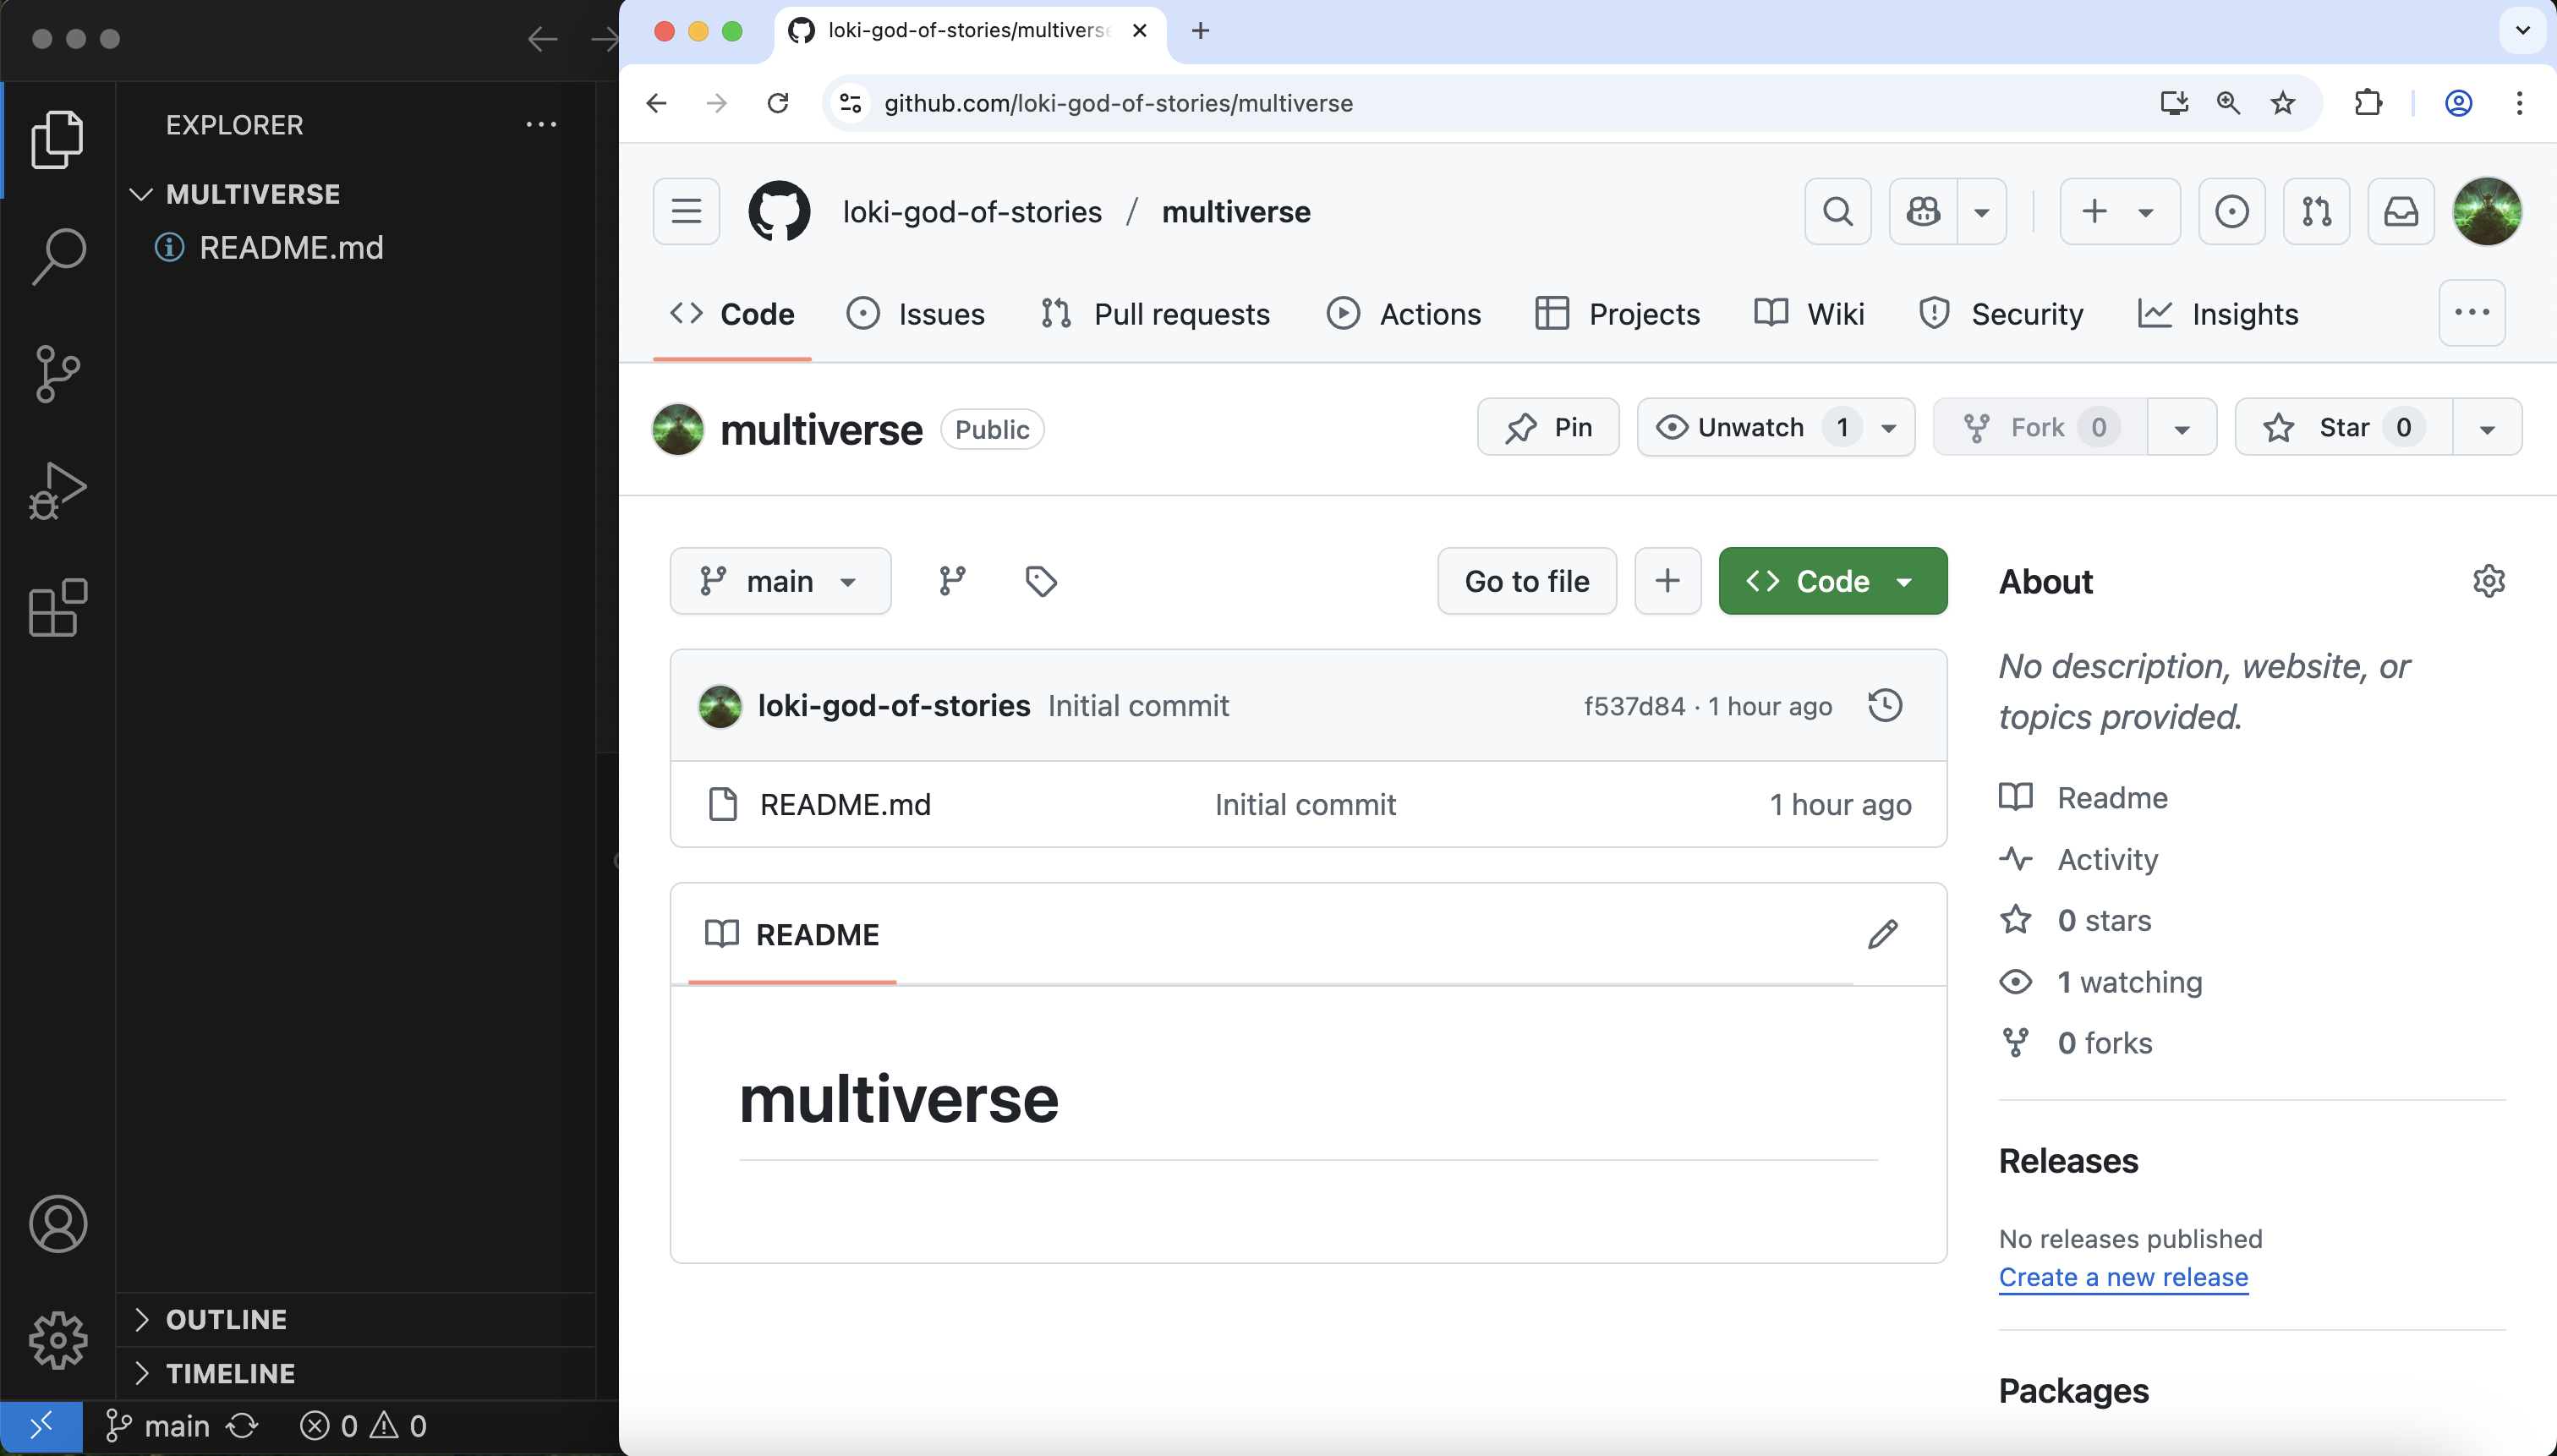 EXPLORER
MULTIVERSE
README.md
OUTLINE
TIMELINE
main
0 0
loki-god-of-stories/multiverse
github.com/loki-god-of-stories/multiverse
loki-god-of-stories / multiverse
Code Issues Pull requests Actions Projects Wiki Security Insights
multiverse Public
Pin Unwatch 1 Fork 0 Star 0
main Go to file Code
loki-god-of-stories Initial commit f537d84 · 1 hour ago
README.md Initial commit 1 hour ago
README
multiverse
About
No description, website, or
topics provided.
Readme
Activity
0 stars
1 watching
0 forks
Releases
No releases published
Create a new release
Packages